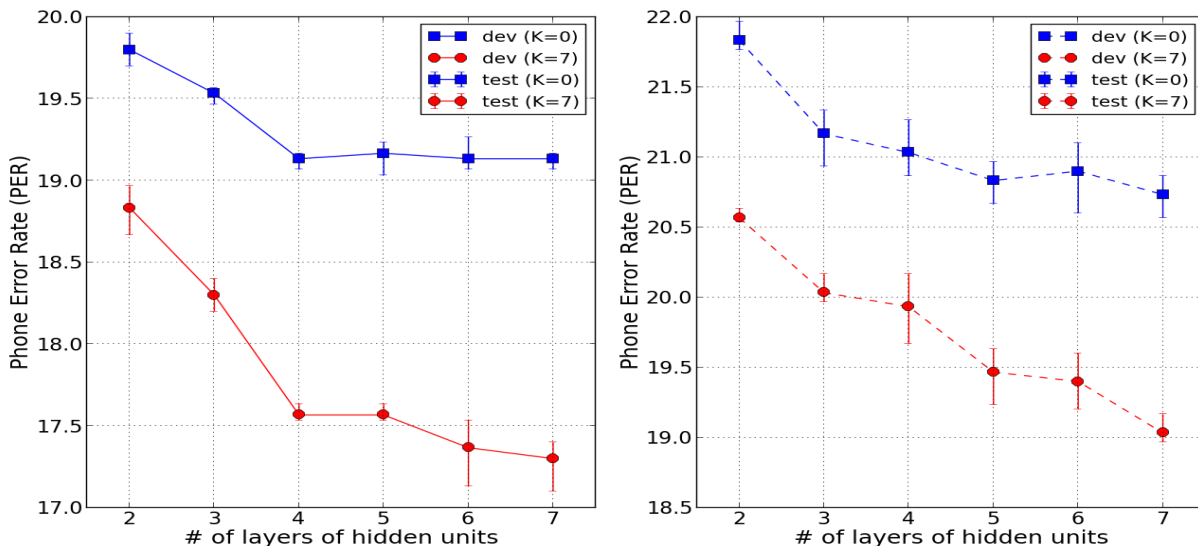 20.0
19.5
19.0
18.5
18.0
17.5
17.0
Phone Error Rate (PER)
dev (K=0)
dev (K=7)
test (K=0)
test (K=7)
2 3 4 5 6 7
# of layers of hidden units
22.0
21.5
21.0
20.5
20.0
19.5
19.0
18.5
Phone Error Rate (PER)
dev (K=0)
dev (K=7)
test (K=0)
test (K=7)
2 3 4 5 6 7
# of layers of hidden units